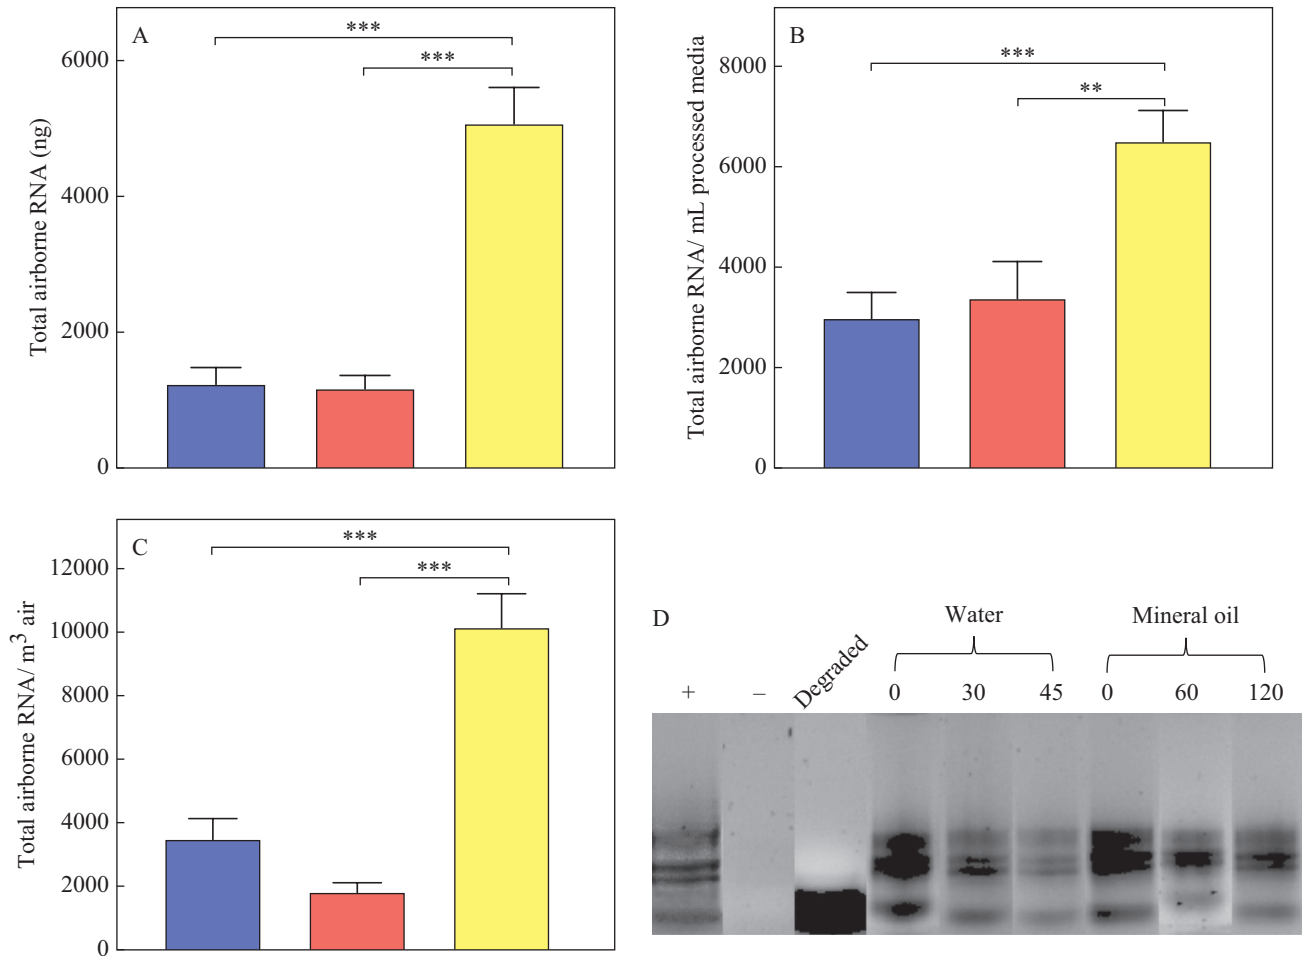 A
***
***
6000
4000
2000
0
Total airborne RNA (ng)
B
***
**
8000
6000
4000
2000
0
Total airborne RNA/ mL processed media
C
***
***
12000
10000
8000
6000
4000
2000
0
Total airborne RNA/ m³ air
D
Water
Mineral oil
+ – Degraded 0 30 45 0 60 120